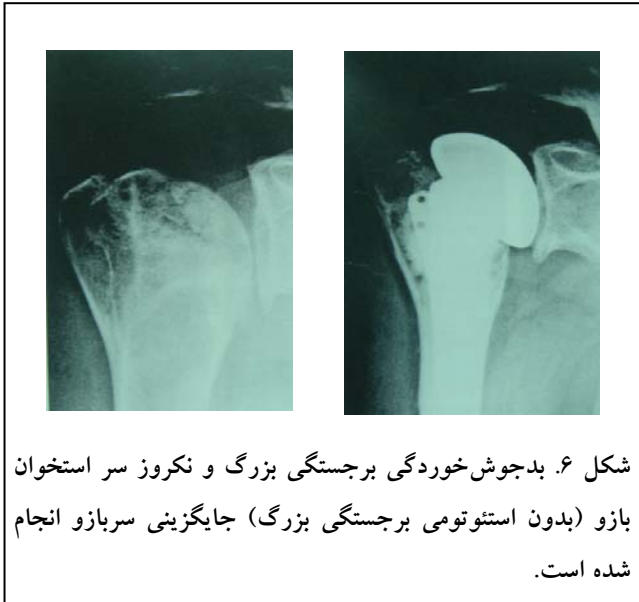 شکل ۶. بدجوش‌خوردگی برجستگی بزرگ و نکروز سر استخوان
بازو (بدون استئوتومی برجستگی بزرگ) جایگزینی سربازو انجام
شده است.